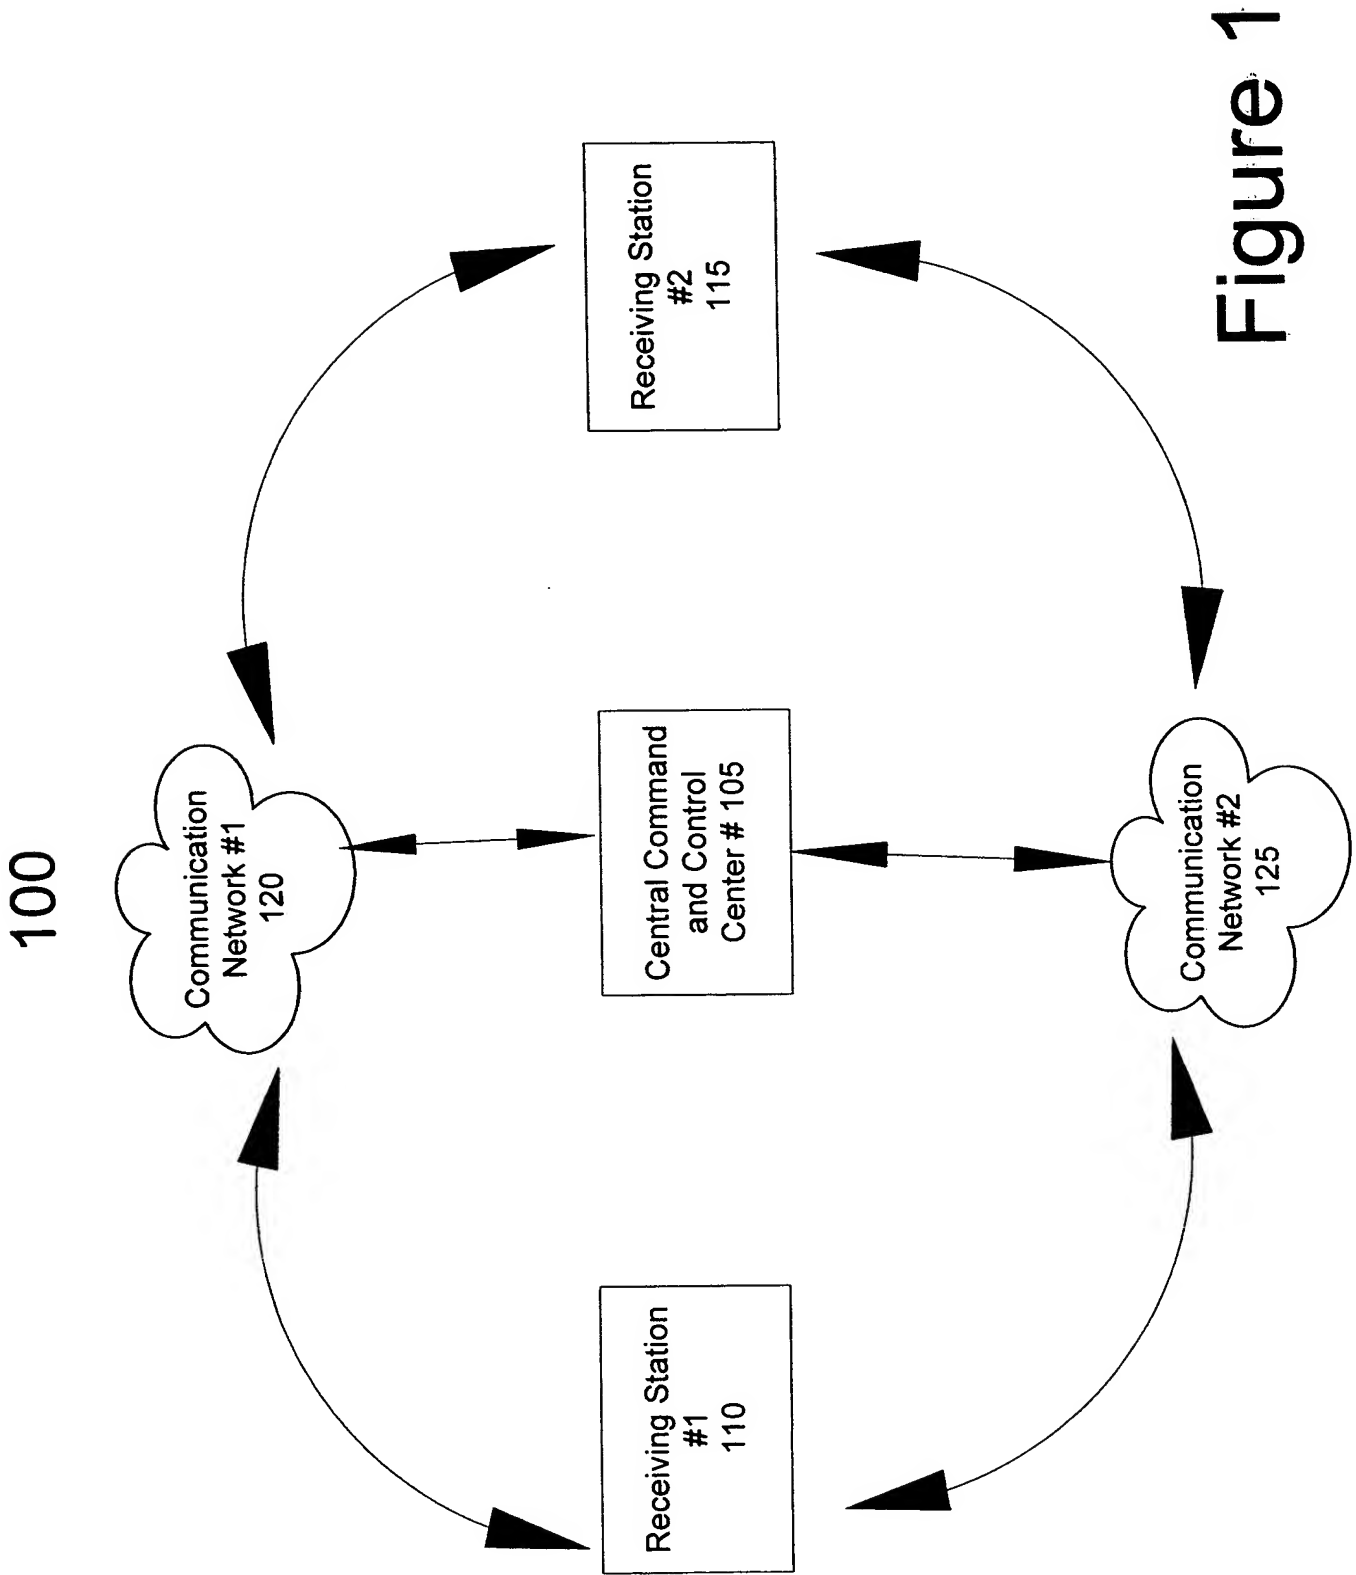 100
Communication
Network #1
120
Receiving Station
#1
110
Central Command
and Control
Center # 105
Receiving Station
#2
115
Communication
Network #2
125
Figure 1